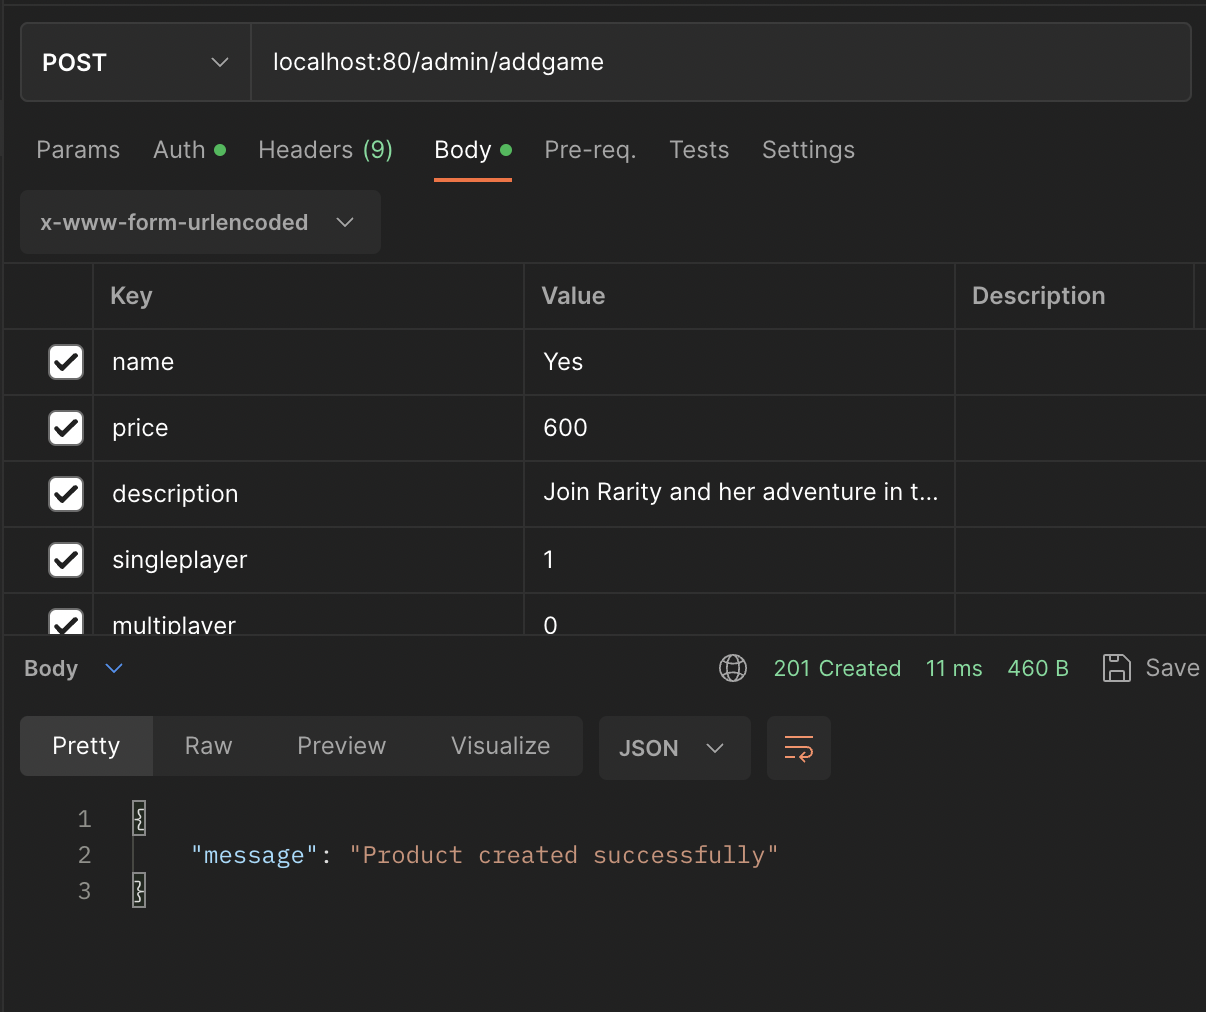 POST localhost:80/admin/addgame
Params Auth Headers (9) Body Pre-req. Tests Settings
x-www-form-urlencoded
Key Value Description
name Yes
price 600
description Join Rarity and her adventure in t...
singleplayer 1
multiplayer 0
Body 201 Created 11 ms 460 B Save
Pretty Raw Preview Visualize JSON
1 {
2 "message": "Product created successfully"
3 }